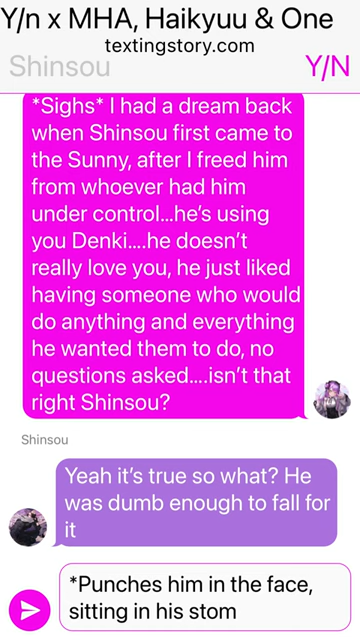 Y/n x MHA, Haikyuu & One
textingstory.com
Shinsou
Y/N
*Sighs* I had a dream back
when Shinsou first came to
the Sunny, after I freed him
from whoever had him
under control...he's using
you Denki....he doesn't
really love you, he just liked
having someone who would
do anything and everything
he wanted them to do, no
questions asked....isn't that
right Shinsou?
Shinsou
Yeah it's true so what? He
was dumb enough to fall for
it
*Punches him in the face,
sitting in his stom